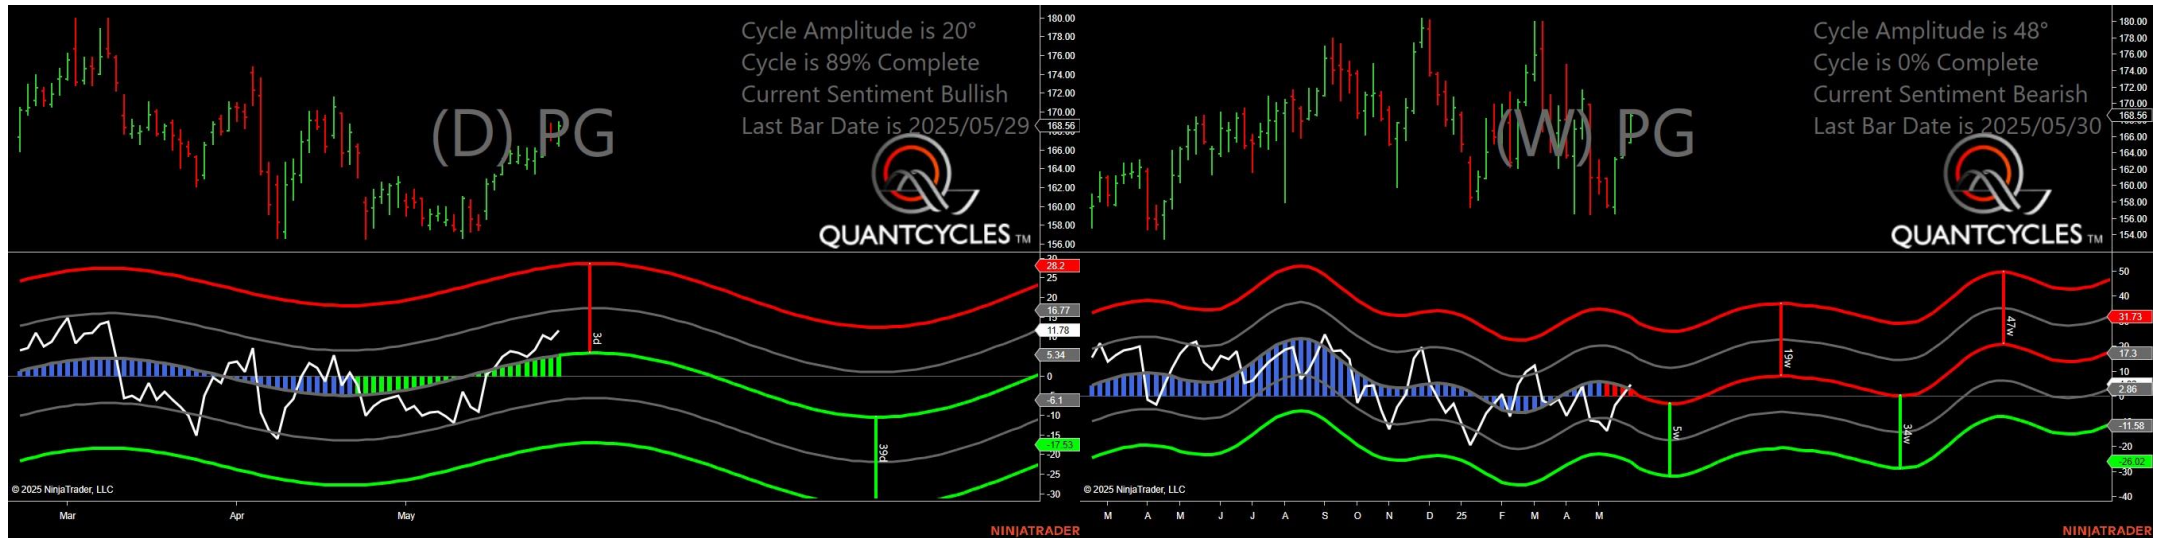 Cycle Amplitude is 20°
Cycle is 89% Complete
Current Sentiment Bullish
Last Bar Date is 2025/05/29
(D) PG
QUANTCYCLES TM
180.00
178.00
176.00
174.00
172.00
170.00
168.56
166.00
164.00
162.00
160.00
158.00
156.00
28.2
25
20
16.77
11.78
5.34
0
-6.1
-10
-15
-17.53
-20
-25
-30
3d
39d
© 2025 NinjaTrader, LLC
Mar
Apr
May
NINJATRADER
Cycle Amplitude is 48°
Cycle is 0% Complete
Current Sentiment Bearish
Last Bar Date is 2025/05/30
(W) PG
QUANTCYCLES TM
180.00
178.00
176.00
174.00
172.00
170.00
168.56
166.00
164.00
162.00
160.00
158.00
156.00
154.00
50
40
31.73
17.3
10
2.86
-11.58
-20
-26.02
-30
-40
5w
19w
34w
47w
© 2025 NinjaTrader, LLC
M
A
M
J
J
A
S
O
N
D
25
F
M
A
M
NINJATRADER